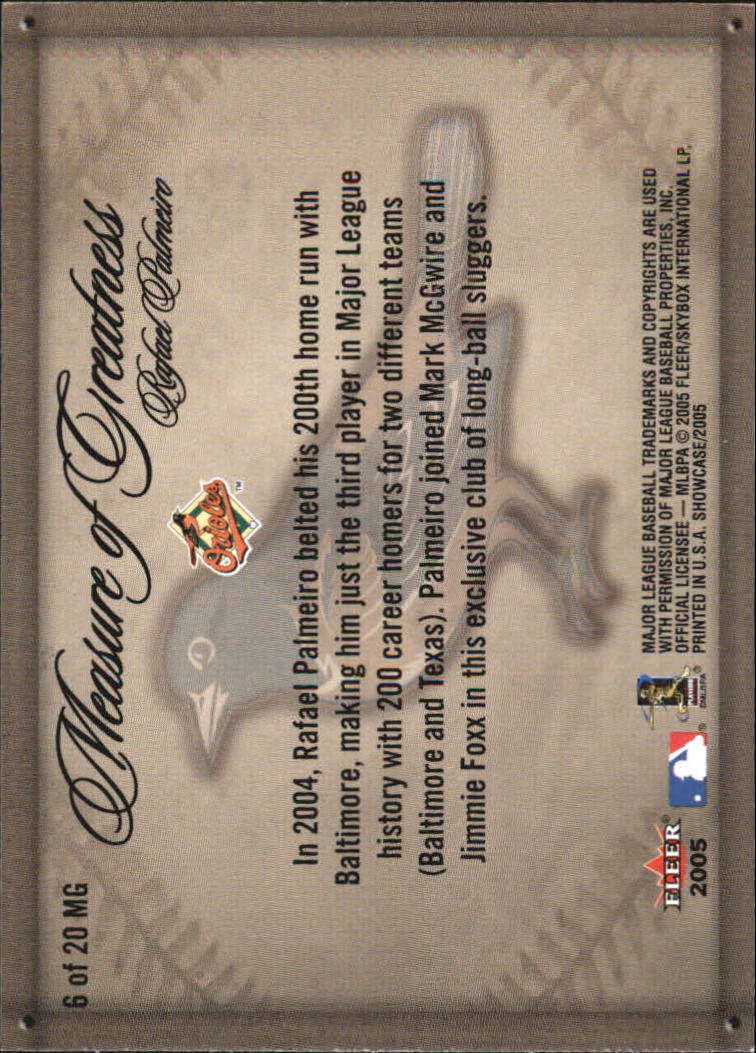 6 of 20 MG
Measure of Greatness
Rafael Palmeiro
Orioles
TM
In 2004, Rafael Palmeiro belted his 200th home run with
Baltimore, making him just the third player in Major League
history with 200 career homers for two different teams
(Baltimore and Texas). Palmeiro joined Mark McGwire and
Jimmie Foxx in this exclusive club of long-ball sluggers.
FLEER®
2005
®
PLAYERS
©MLBPA
®
MAJOR LEAGUE BASEBALL TRADEMARKS AND COPYRIGHTS ARE USED
WITH PERMISSION OF MAJOR LEAGUE BASEBALL PROPERTIES, INC.
OFFICIAL LICENSEE — MLBPA © 2005 FLEER/SKYBOX INTERNATIONAL LP.
PRINTED IN U.S.A. SHOWCASE/2005